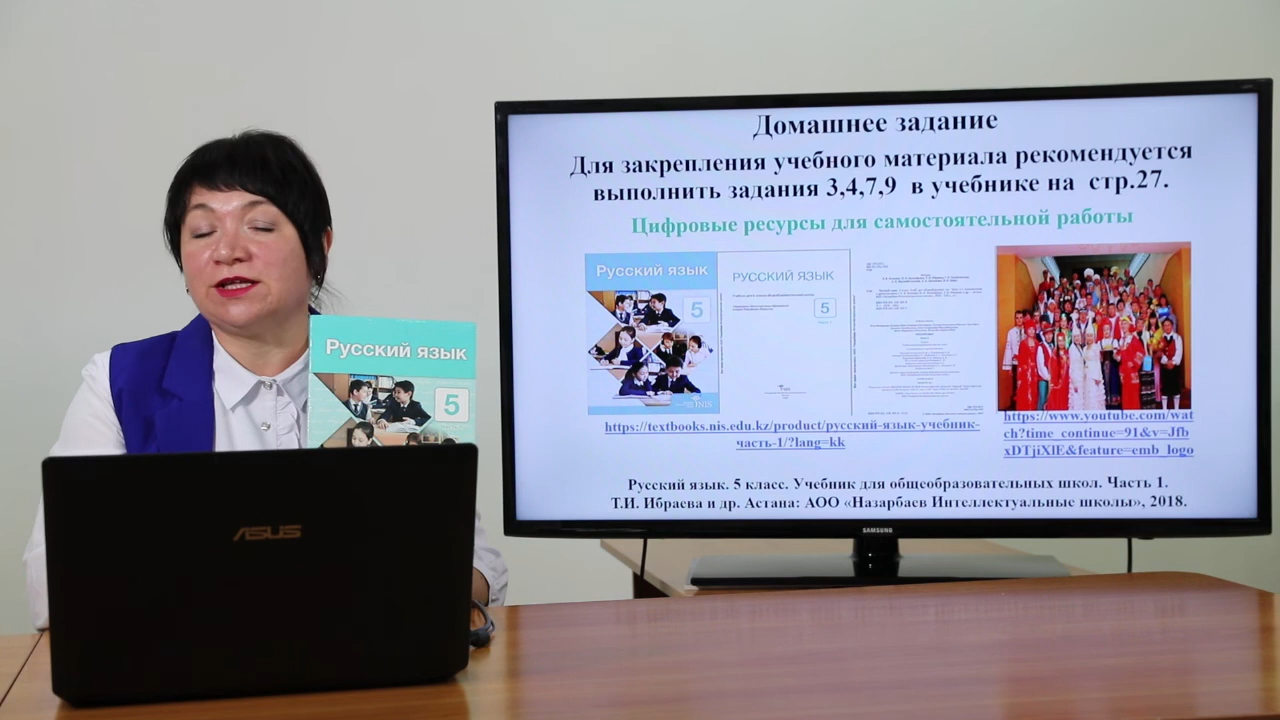 Домашнее задание
Для закрепления учебного материала рекомендуется
выполнить задания 3,4,7,9 в учебнике на стр.27.
Цифровые ресурсы для самостоятельной работы
Русский язык
5
NIS
РУССКИЙ ЯЗЫК
5
https://textbooks.nis.edu.kz/product/русский-язык-учебник-
часть-1/?lang=kk
https://www.youtube.com/wat
ch?time_continue=91&v=Jfb
xDTjiXlE&feature=emb_logo
Русский язык. 5 класс. Учебник для общеобразовательных школ. Часть 1.
Т.И. Ибраева и др. Астана: АОО «Назарбаев Интеллектуальные школы», 2018.
SAMSUNG
Русский язык
5
ASUS